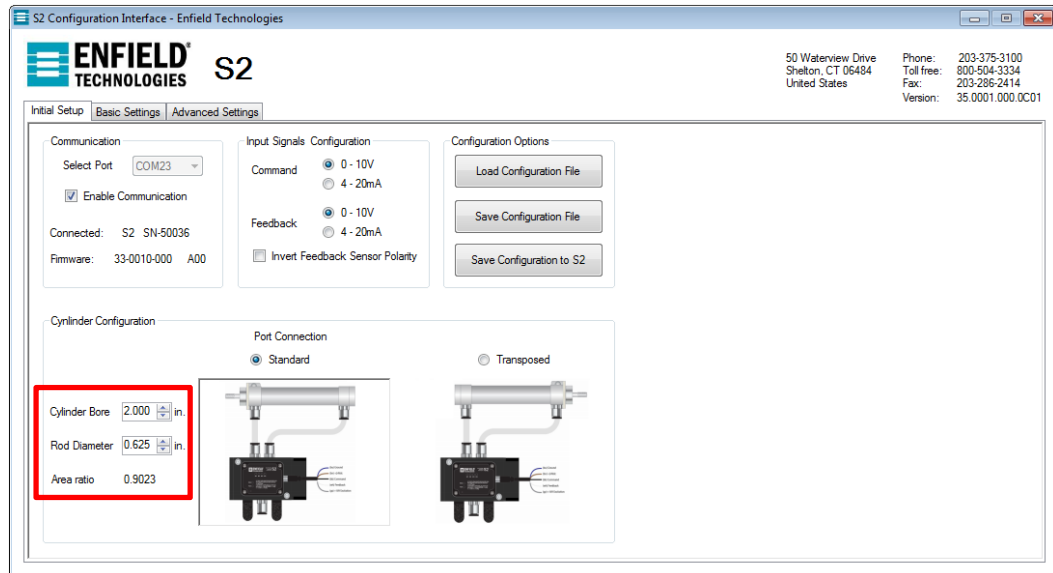 S2 Configuration Interface - Enfield Technologies
ENFIELD®
TECHNOLOGIES
S2
50 Waterview Drive
Shelton, CT 06484
United States
Phone: 203-375-3100
Toll free: 800-504-3334
Fax: 203-286-2414
Version: 35.0001.000.0C01
Initial Setup Basic Settings Advanced Settings
Communication
Select Port COM23
Enable Communication
Connected: S2 SN-50036
Firmware: 33-0010-000 A00
Input Signals Configuration
Command
0 - 10V
4 - 20mA
Feedback
0 - 10V
4 - 20mA
Invert Feedback Sensor Polarity
Configuration Options
Load Configuration File
Save Configuration File
Save Configuration to S2
Cynlinder Configuration
Port Connection
Standard
Transposed
Cylinder Bore 2.000 in.
Rod Diameter 0.625 in.
Area ratio 0.9023